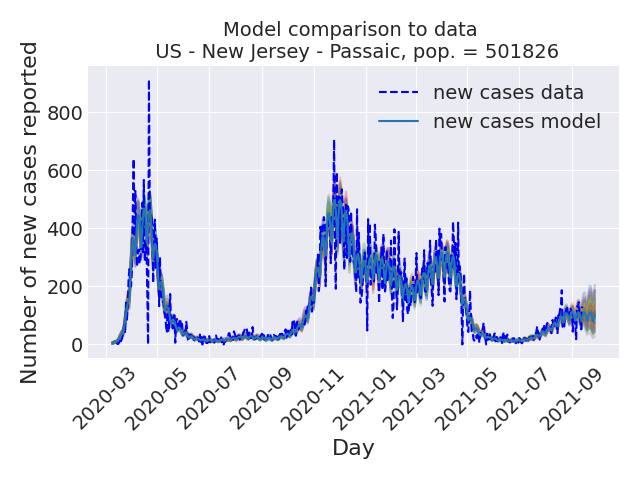 Model comparison to data
US - New Jersey - Passaic, pop. = 501826
Number of new cases reported
800
600
400
200
0
new cases data
new cases model
2020-03
2020-05
2020-07
2020-09
2020-11
2021-01
2021-03
2021-05
2021-07
2021-09
Day